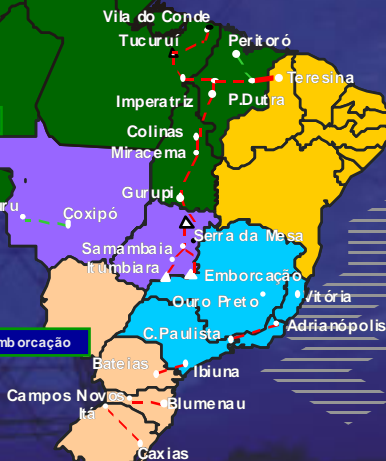 Vila do Conde
Tucuruí
Peritoró
Teresina
Imperatriz
P.Dutra
Colinas
Miracema
Gurupi
ru
Coxipó
Serra da Mesa
Samambaia
Itumbiara
Emborcação
Ouro Preto
Vitória
C.Paulista
Adrianópolis
mborcação
Bateias
Ibiuna
Campos Novos
Itá
Blumenau
Caxias